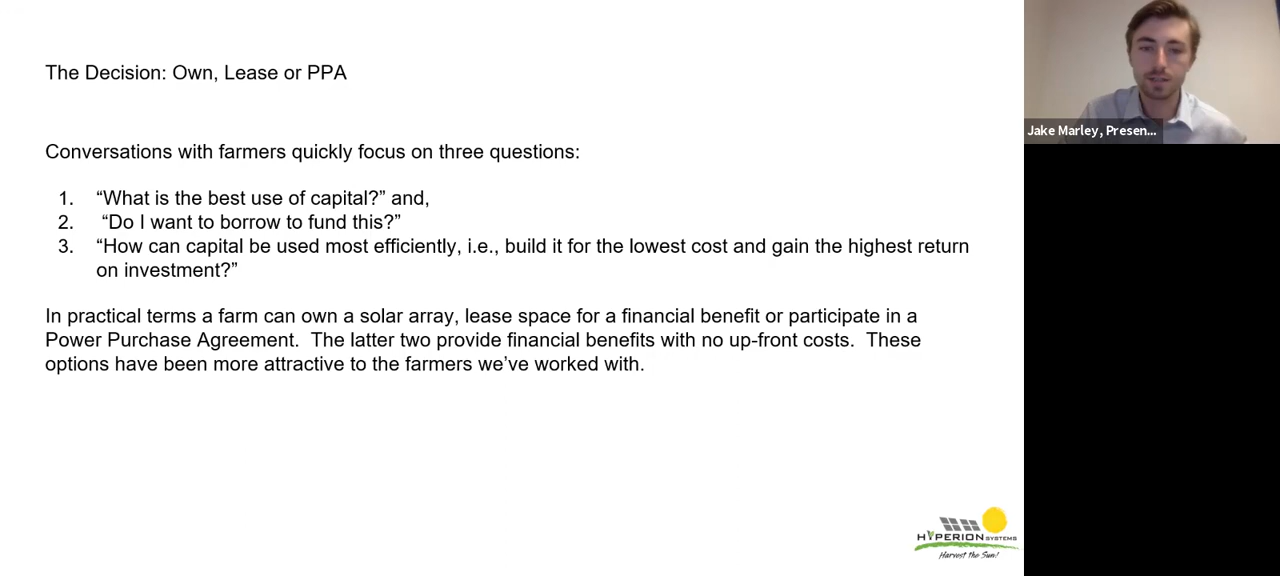 The Decision: Own, Lease or PPA
Conversations with farmers quickly focus on three questions:
1. “What is the best use of capital?” and,
2. “Do I want to borrow to fund this?”
3. “How can capital be used most efficiently, i.e., build it for the lowest cost and gain the highest return
on investment?”
In practical terms a farm can own a solar array, lease space for a financial benefit or participate in a
Power Purchase Agreement. The latter two provide financial benefits with no up-front costs. These
options have been more attractive to the farmers we’ve worked with.
Jake Marley, Presen...
HYPERION SYSTEMS
Harvest the Sun!